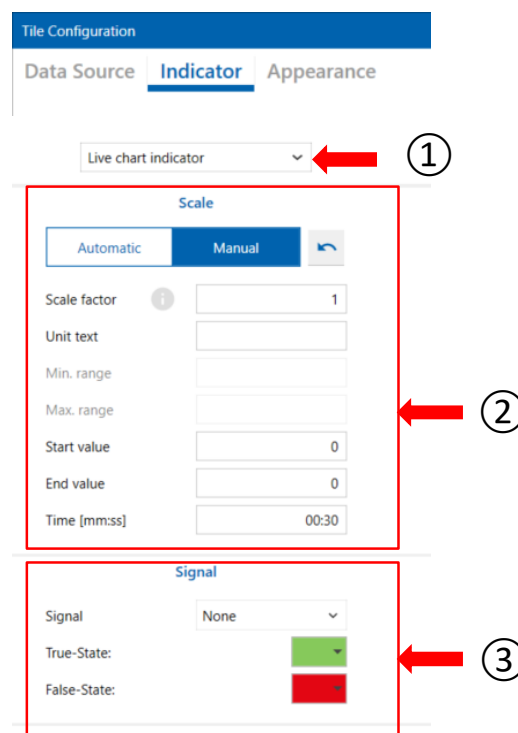 Tile Configuration
Data Source Indicator Appearance
Live chart indicator
①
Scale
Automatic Manual
Scale factor i 1
Unit text
Min. range
Max. range
②
Start value 0
End value 0
Time [mm:ss] 00:30
Signal
Signal None
True-State:
③
False-State: